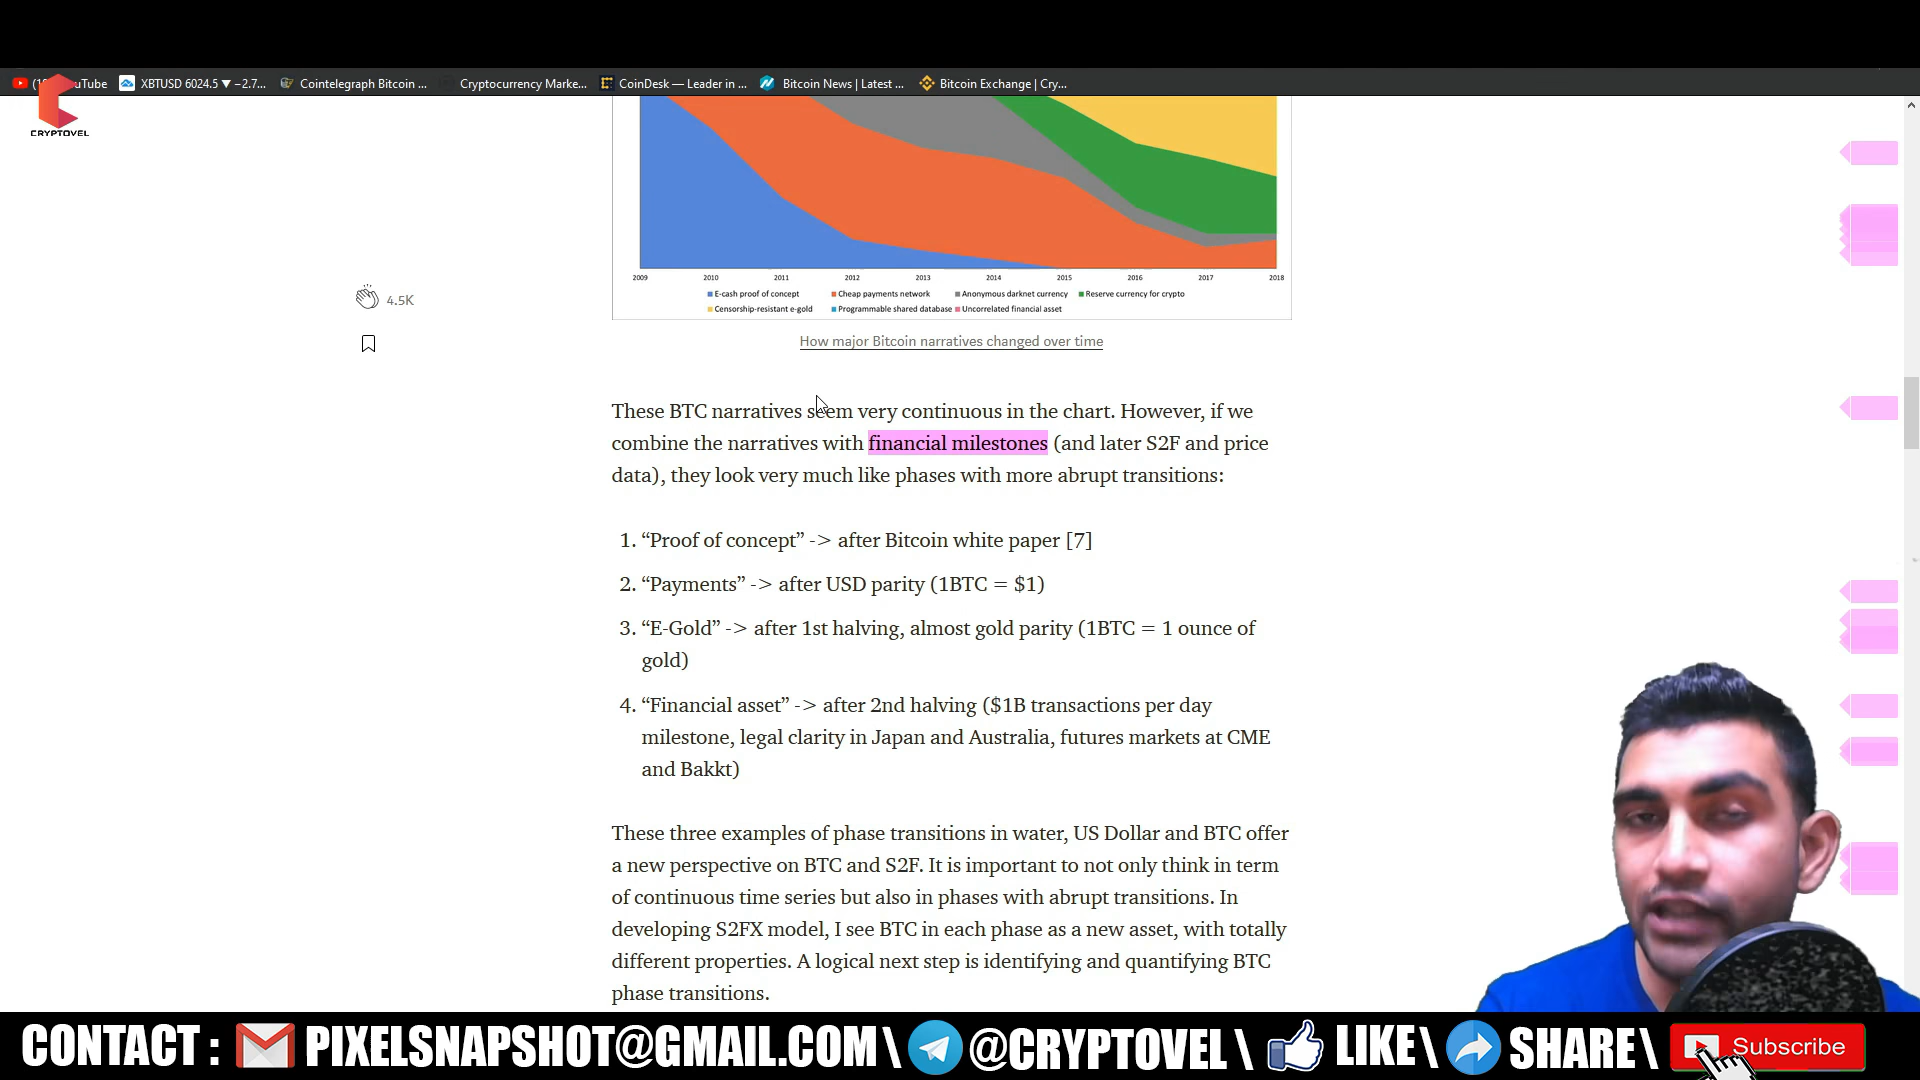 XBTUSD 6024.5 ▼ −2.7... Cointelegraph Bitcoin ... Cryptocurrency Marke... CoinDesk — Leader in ... Bitcoin News | Latest ... Bitcoin Exchange | Cry...
CRYPTOVEL
2009 2010 2011 2012 2013 2014 2015 2016 2017 2018
E-cash proof of concept Cheap payments network Anonymous darknet currency Reserve currency for crypto
Censorship-resistant e-gold Programmable shared database Uncorrelated financial asset
4.5K
How major Bitcoin narratives changed over time
These BTC narratives seem very continuous in the chart. However, if we
combine the narratives with financial milestones (and later S2F and price
data), they look very much like phases with more abrupt transitions:
1. “Proof of concept” -> after Bitcoin white paper [7]
2. “Payments” -> after USD parity (1BTC = $1)
3. “E-Gold” -> after 1st halving, almost gold parity (1BTC = 1 ounce of
gold)
4. “Financial asset” -> after 2nd halving ($1B transactions per day
milestone, legal clarity in Japan and Australia, futures markets at CME
and Bakkt)
These three examples of phase transitions in water, US Dollar and BTC offer
a new perspective on BTC and S2F. It is important to not only think in term
of continuous time series but also in phases with abrupt transitions. In
developing S2FX model, I see BTC in each phase as a new asset, with totally
different properties. A logical next step is identifying and quantifying BTC
phase transitions.
CONTACT : PIXELSNAPSHOT@GMAIL.COM \ @CRYPTOVEL \ LIKE \ SHARE \ Subscribe